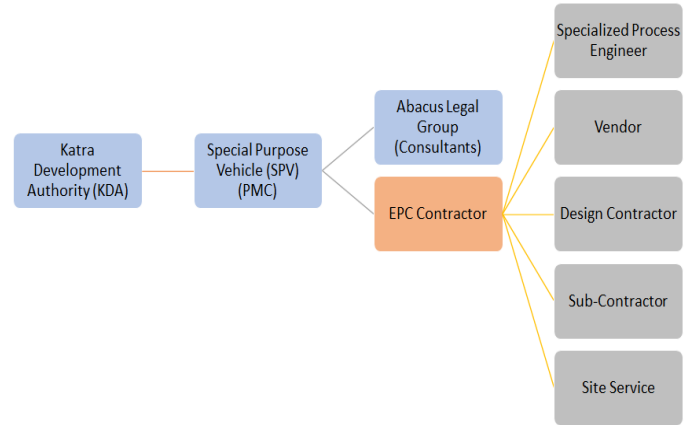 Katra
Development
Authority (KDA)
Special Purpose
Vehicle (SPV)
(PMC)
Abacus Legal
Group
(Consultants)
EPC Contractor
Specialized Process
Engineer
Vendor
Design Contractor
Sub-Contractor
Site Service